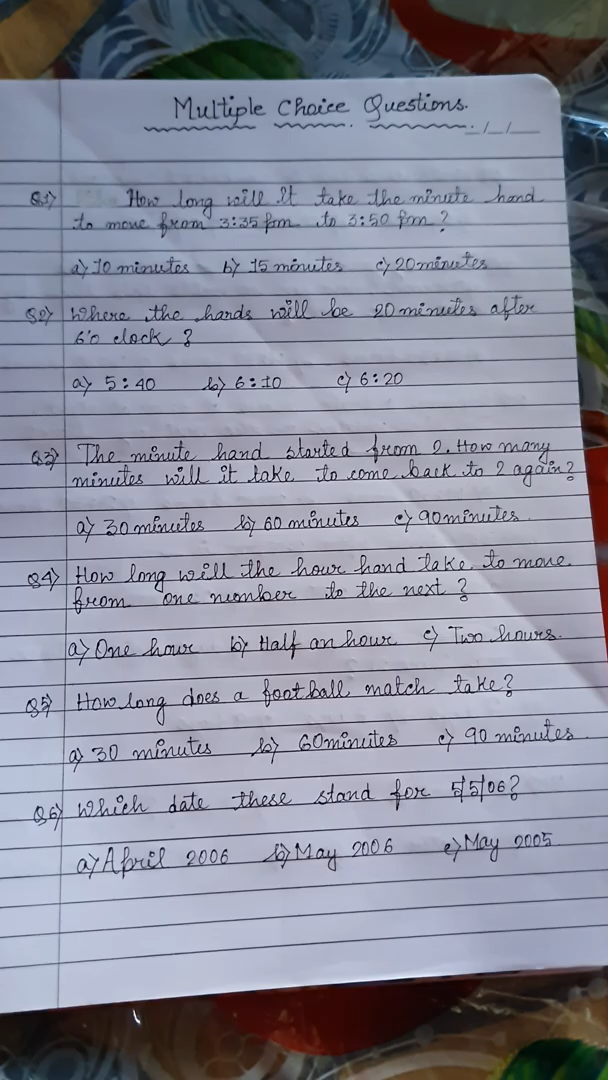 Multiple Choice Questions.
_/_/_
Q1) How long will It take the minute hand
to move from 3:35 pm to 3:50 pm?
a) 10 minutes b) 15 minutes c) 20 minutes
Q2) Where the hands will be 20 minutes after
6'o clock?
a) 5:40 b) 6:10 c) 6:20
Q3) The minute hand started from 2. How many
minutes will it take to come back to 2 again?
a) 30 minutes b) 60 minutes c) 90 minutes.
Q4) How long will the hour hand take to move
from one number to the next?
a) One hour b) Half an hour c) Two hours.
Q5) How long does a football match take?
a) 30 minutes b) 60 minutes c) 90 minutes.
Q6) Which date these stand for 5/5/06?
a) April 2006 b) May 2006 c) May 2005